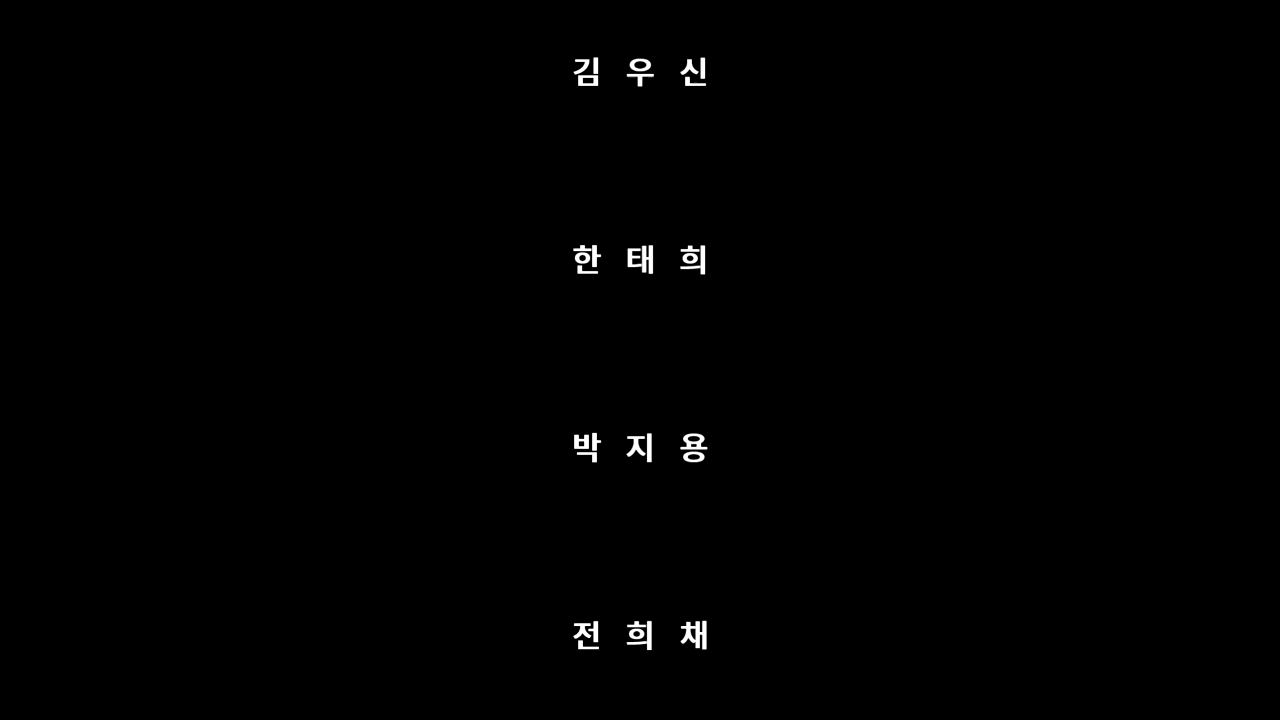 김 우 신
한 태 희
박 지 용
전 희 채